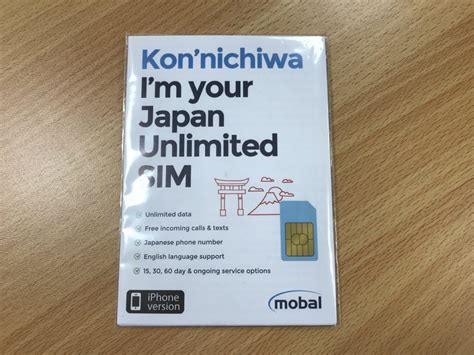 Kon'nichiwa
I'm your
Japan
Unlimited
SIM
Unlimited data
Free incoming calls & texts
Japanese phone number
English language support
15, 30, 60 day & ongoing service options
iPhone
version
mobal